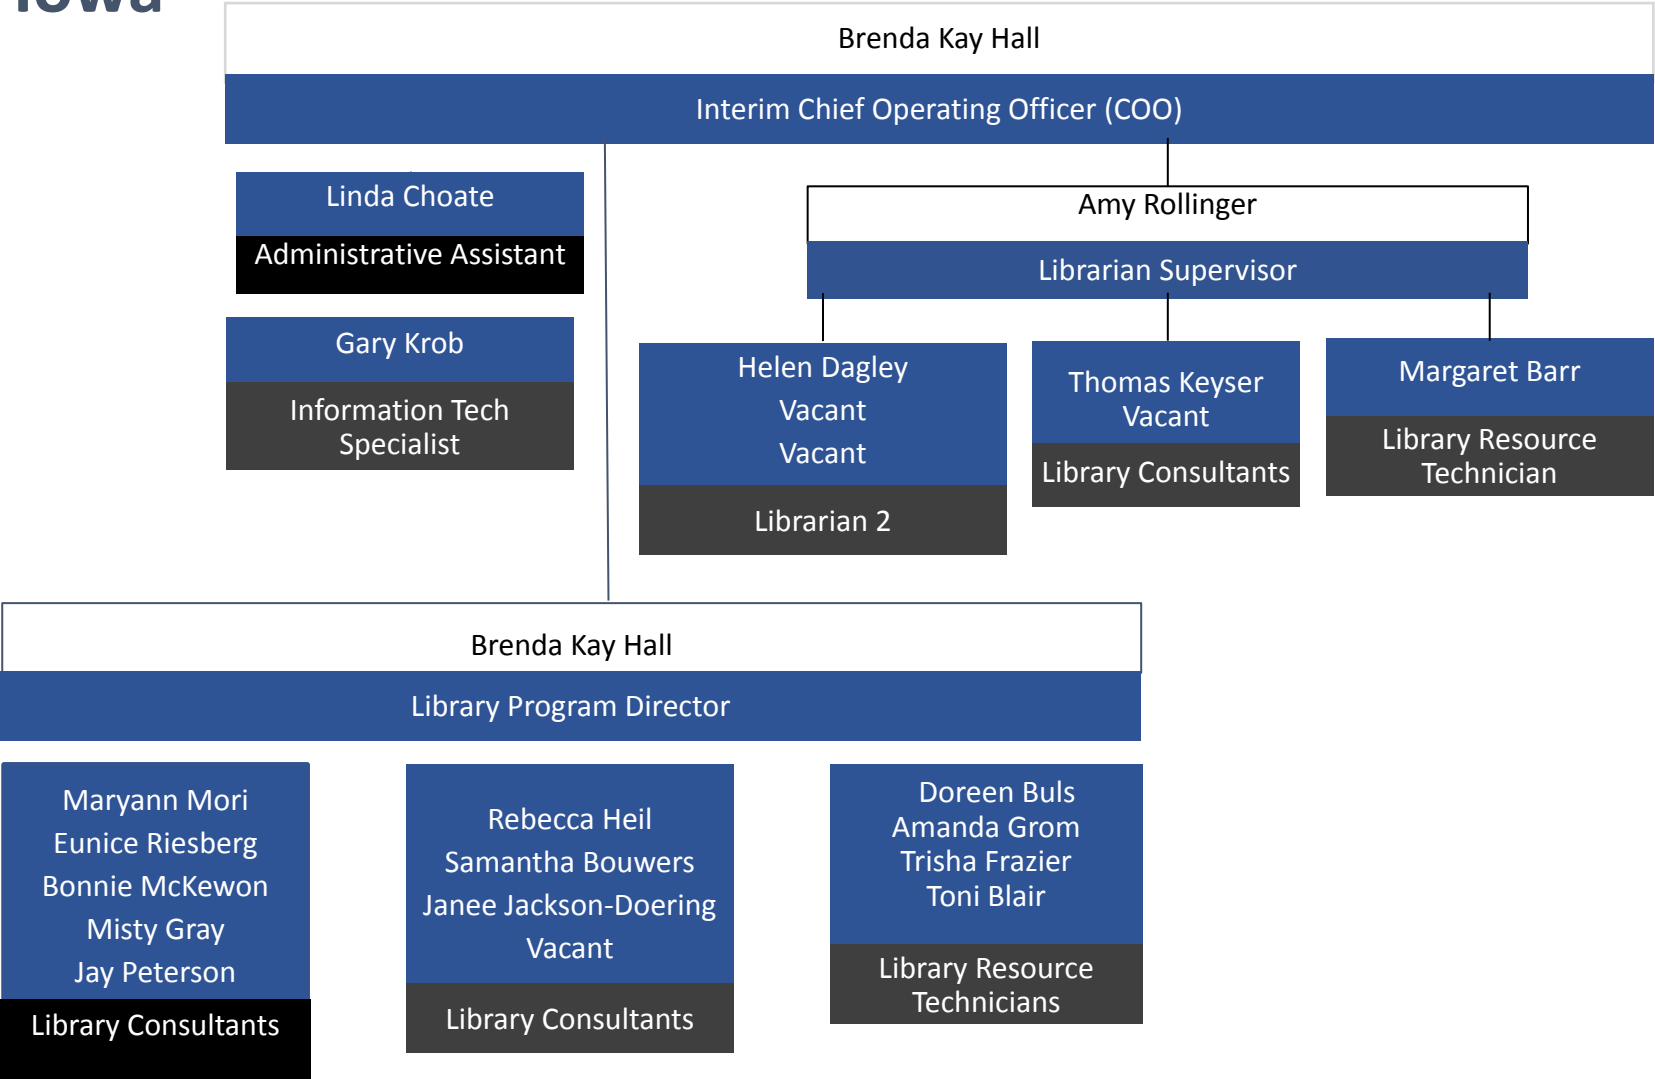 Iowa
Brenda Kay Hall
Interim Chief Operating Officer (COO)
Linda Choate
Administrative Assistant
Gary Krob
Information Tech
Specialist
Amy Rollinger
Librarian Supervisor
Helen Dagley
Vacant
Vacant
Librarian 2
Thomas Keyser
Vacant
Library Consultants
Margaret Barr
Library Resource
Technician
Brenda Kay Hall
Library Program Director
Maryann Mori
Eunice Riesberg
Bonnie McKewon
Misty Gray
Jay Peterson
Library Consultants
Rebecca Heil
Samantha Bouwers
Janee Jackson-Doering
Vacant
Library Consultants
Doreen Buls
Amanda Grom
Trisha Frazier
Toni Blair
Library Resource
Technicians